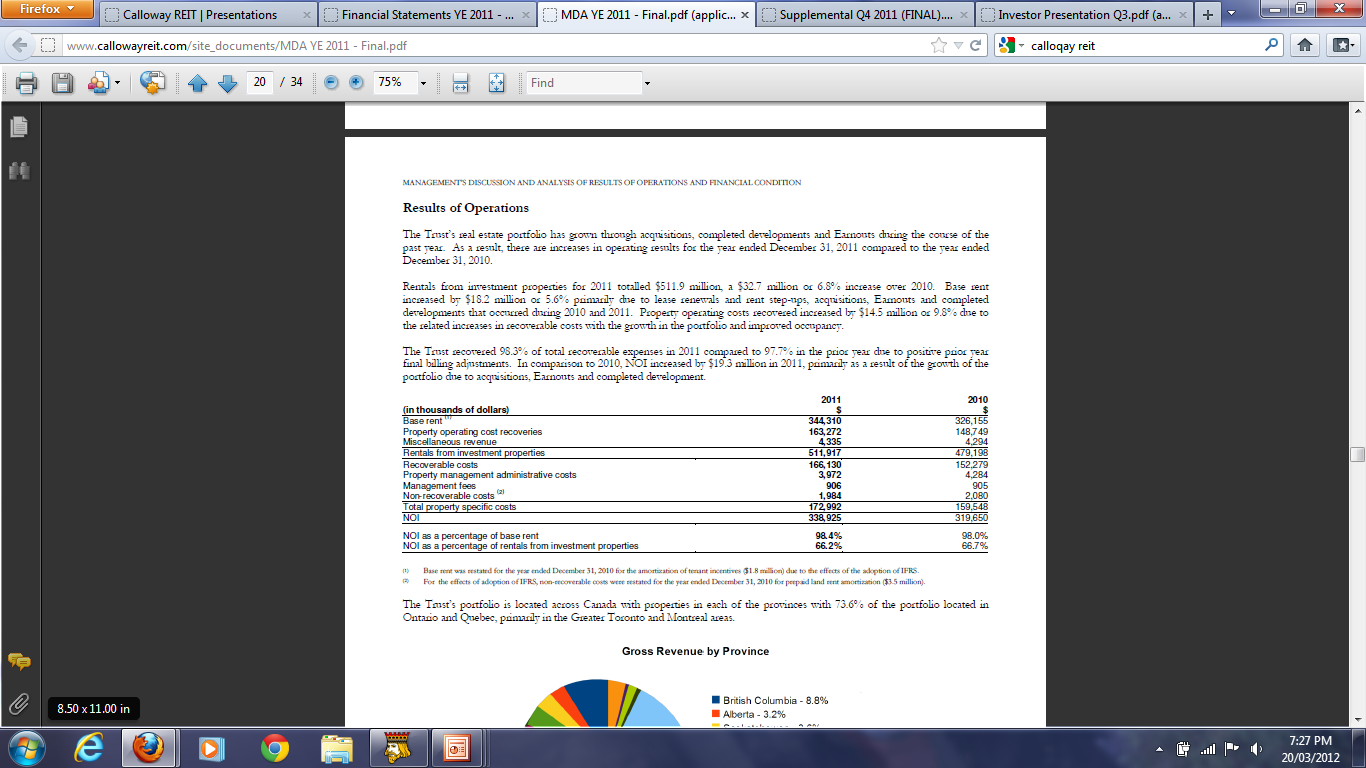 Firefox
Calloway REIT | Presentations
Financial Statements YE 2011 - ...
MDA YE 2011 - Final.pdf (applic...
Supplemental Q4 2011 (FINAL)....
Investor Presentation Q3.pdf (a...
www.callowayreit.com/site_documents/MDA YE 2011 - Final.pdf
calloqay reit
20 / 34
75%
Find
MANAGEMENT'S DISCUSSION AND ANALYSIS OF RESULTS OF OPERATIONS AND FINANCIAL CONDITION
Results of Operations
The Trust's real estate portfolio has grown through acquisitions, completed developments and Earnouts during the course of the
past year. As a result, there are increases in operating results for the year ended December 31, 2011 compared to the year ended
December 31, 2010.
Rentals from investment properties for 2011 totalled $511.9 million, a $32.7 million or 6.8% increase over 2010. Base rent
increased by $18.2 million or 5.6% primarily due to lease renewals and rent step-ups, acquisitions, Earnouts and completed
developments that occurred during 2010 and 2011. Property operating costs recovered increased by $14.5 million or 9.8% due to
the related increases in recoverable costs with the growth in the portfolio and improved occupancy.
The Trust recovered 98.3% of total recoverable expenses in 2011 compared to 97.7% in the prior year due to positive prior year
final billing adjustments. In comparison to 2010, NOI increased by $19.3 million in 2011, primarily as a result of the growth of the
portfolio due to acquisitions, Earnouts and completed development.
2011 2010
(in thousands of dollars) $ $
Base rent (1) 344,310 326,155
Property operating cost recoveries 163,272 148,749
Miscellaneous revenue 4,335 4,294
Rentals from investment properties 511,917 479,198
Recoverable costs 166,130 152,279
Property management administrative costs 3,972 4,284
Management fees 906 905
Non-recoverable costs (2) 1,984 2,080
Total property specific costs 172,992 159,548
NOI 338,925 319,650
NOI as a percentage of base rent 98.4% 98.0%
NOI as a percentage of rentals from investment properties 66.2% 66.7%
(1) Base rent was restated for the year ended December 31, 2010 for the amortization of tenant incentives ($1.8 million) due to the effects of the adoption of IFRS.
(2) For the effects of adoption of IFRS, non-recoverable costs were restated for the year ended December 31, 2010 for prepaid land rent amortization ($3.5 million).
The Trust's portfolio is located across Canada with properties in each of the provinces with 73.6% of the portfolio located in
Ontario and Quebec, primarily in the Greater Toronto and Montreal areas.
Gross Revenue by Province
British Columbia - 8.8%
Alberta - 3.2%
8.50 x 11.00 in
7:27 PM
20/03/2012